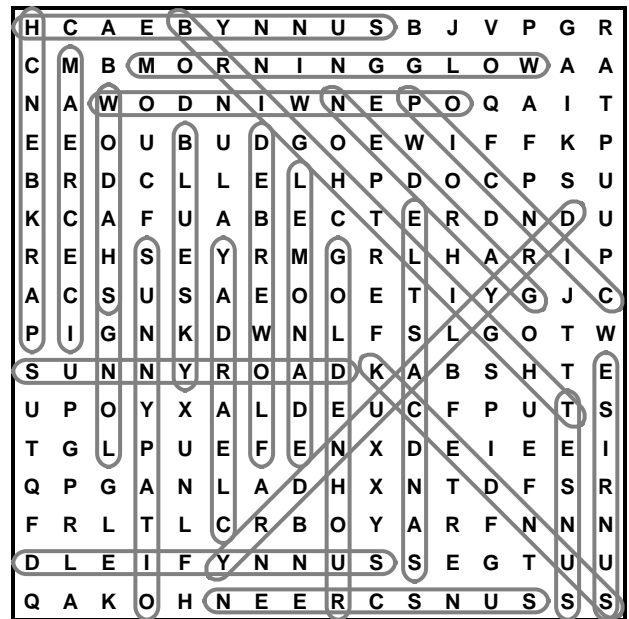 H C A E B Y N N U S B J V P G R
C M B M O R N I N G G L O W A A
N A W O D N I W N E P O Q A I T
E E O U B U D G O E W I F F K P
B R D C L L E L H P D O C P S U
K C A F U A B E C T E R D N D U
R E H S E Y R M G R L H A R I P
A C S U S A E O O E T I Y G J C
P I G N K D W N L F S L G O T W
S U N N Y R O A D K A B S H T E
U P O Y X A L D E U C F P U T S
T G L P U E F E N X D E I E E I
Q P G A N L A D H X N T D F S R
F R L T L C R B O Y A R F N N N
D L E I F Y N N U S S E G T U U
Q A K O H N E E R C S N U S S S